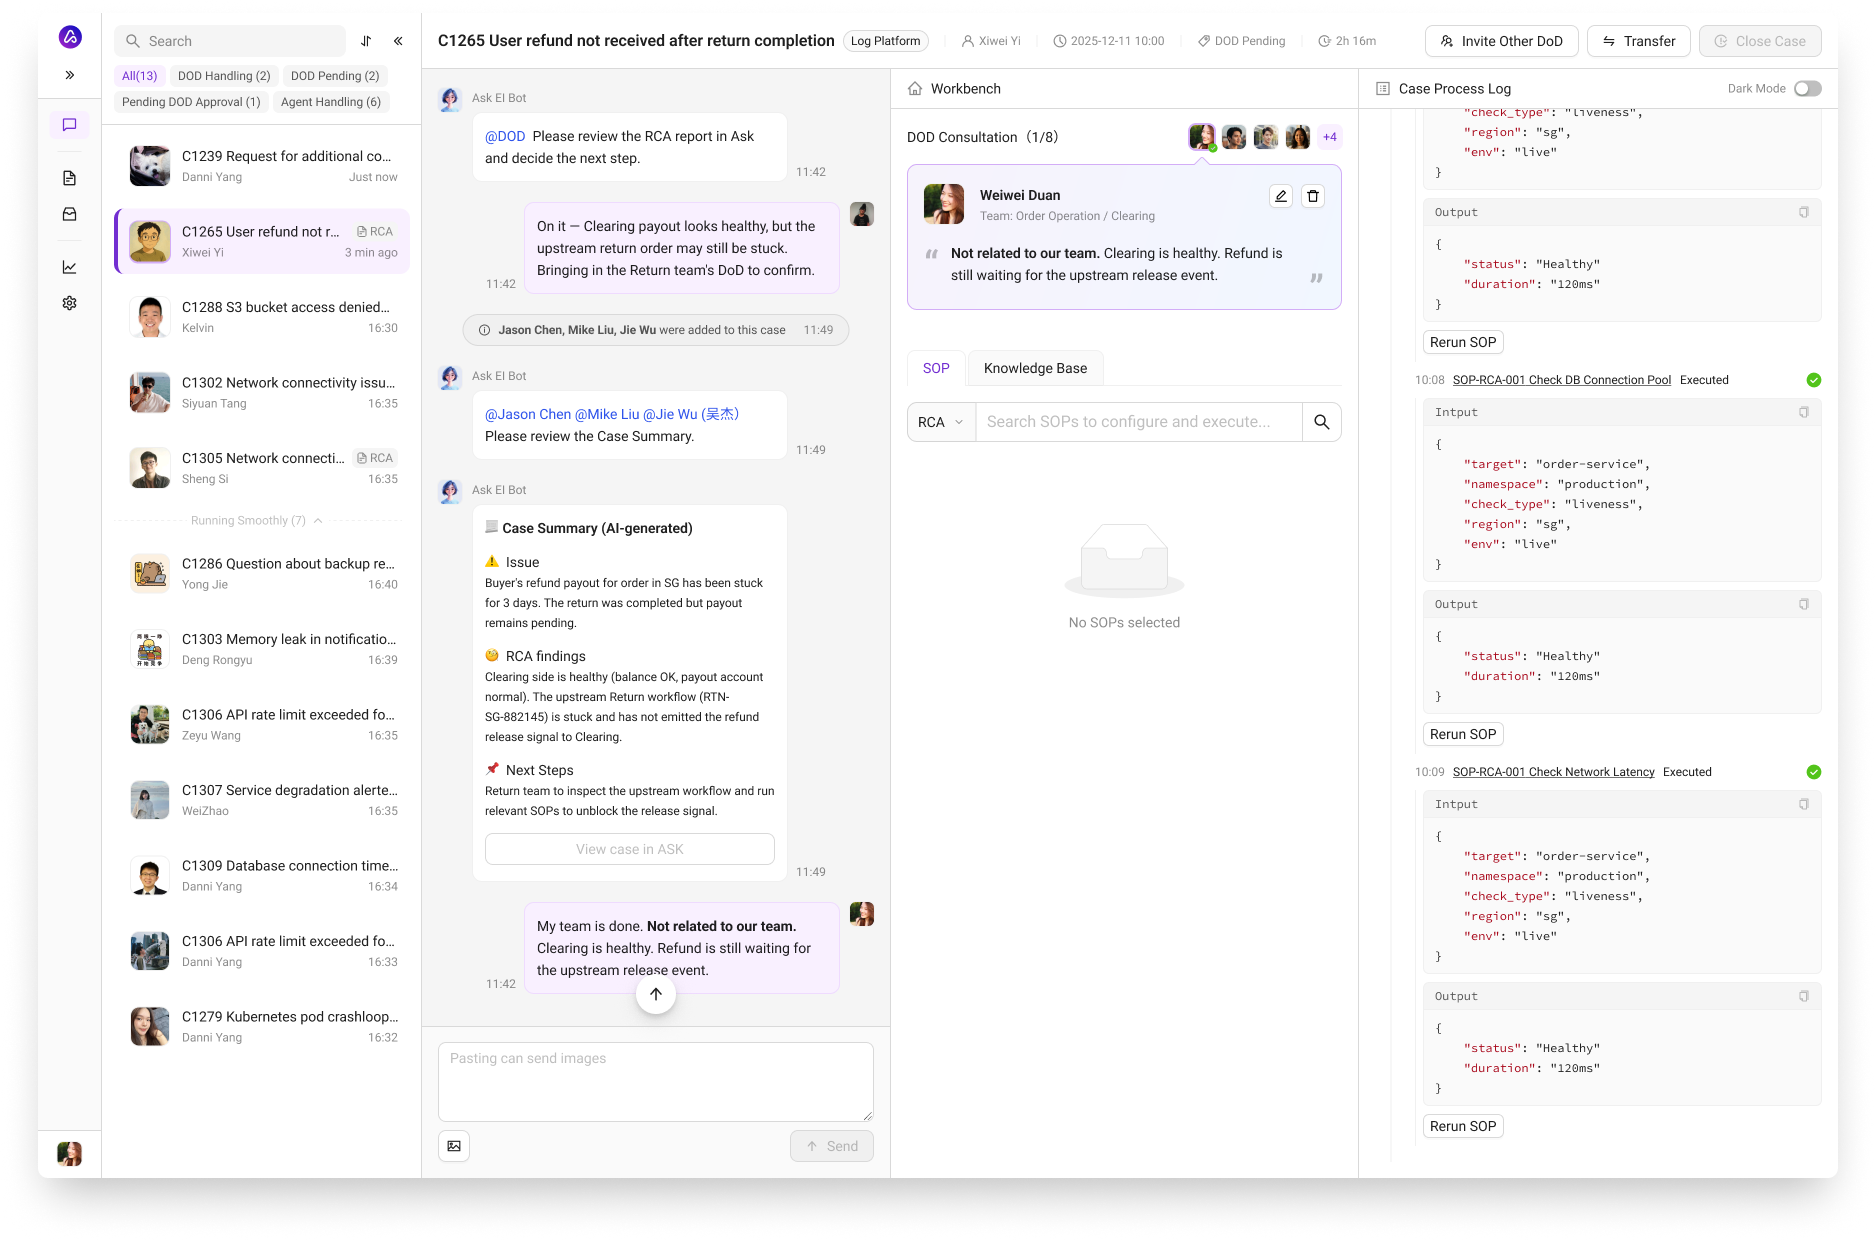 Search
All(13)
DOD Handling (2)
DOD Pending (2)
Pending DOD Approval (1)
Agent Handling (6)
C1239 Request for additional co...
Danni Yang
Just now
C1265 User refund not r...
RCA
Xiwei Yi
3 min ago
C1288 S3 bucket access denied...
Kelvin
16:30
C1302 Network connectivity issu...
Siyuan Tang
16:35
C1305 Network connecti...
RCA
Sheng Si
16:35
Running Smoothly (7)
C1286 Question about backup re...
Yong Jie
16:40
C1303 Memory leak in notificatio...
Deng Rongyu
16:39
C1306 API rate limit exceeded fo...
Zeyu Wang
16:35
C1307 Service degradation alerte...
WeiZhao
16:35
C1309 Database connection time...
Danni Yang
16:34
C1306 API rate limit exceeded fo...
Danni Yang
16:33
C1279 Kubernetes pod crashloop...
Danni Yang
16:32
C1265 User refund not received after return completion
Log Platform
Xiwei Yi
2025-12-11 10:00
DOD Pending
2h 16m
Invite Other DoD
Transfer
Close Case
Ask EI Bot
@DOD Please review the RCA report in Ask
and decide the next step.
11:42
On it — Clearing payout looks healthy, but the
upstream return order may still be stuck.
Bringing in the Return team's DoD to confirm.
11:42
Jason Chen, Mike Liu, Jie Wu were added to this case
11:49
Ask EI Bot
@Jason Chen @Mike Liu @Jie Wu (吴杰)
Please review the Case Summary.
11:49
Ask EI Bot
Case Summary (AI-generated)
Issue
Buyer's refund payout for order in SG has been stuck
for 3 days. The return was completed but payout
remains pending.
RCA findings
Clearing side is healthy (balance OK, payout account
normal). The upstream Return workflow (RTN-
SG-882145) is stuck and has not emitted the refund
release signal to Clearing.
Next Steps
Return team to inspect the upstream workflow and run
relevant SOPs to unblock the release signal.
View case in ASK
11:49
My team is done. Not related to our team.
Clearing is healthy. Refund is still waiting for
the upstream release event.
11:42
Pasting can send images
Send
Workbench
DOD Consultation（1/8）
+4
Weiwei Duan
Team: Order Operation / Clearing
“ Not related to our team. Clearing is healthy. Refund is
still waiting for the upstream release event. ”
SOP
Knowledge Base
RCA
Search SOPs to configure and execute...
No SOPs selected
Case Process Log
Dark Mode
"check_type": "liveness",
"region": "sg",
"env": "live"
}
Output
{
"status": "Healthy"
"duration": "120ms"
}
Rerun SOP
10:08 SOP-RCA-001 Check DB Connection Pool Executed
Intput
{
"target": "order-service",
"namespace": "production",
"check_type": "liveness",
"region": "sg",
"env": "live"
}
Output
{
"status": "Healthy"
"duration": "120ms"
}
Rerun SOP
10:09 SOP-RCA-001 Check Network Latency Executed
Intput
{
"target": "order-service",
"namespace": "production",
"check_type": "liveness",
"region": "sg",
"env": "live"
}
Output
{
"status": "Healthy"
"duration": "120ms"
}
Rerun SOP